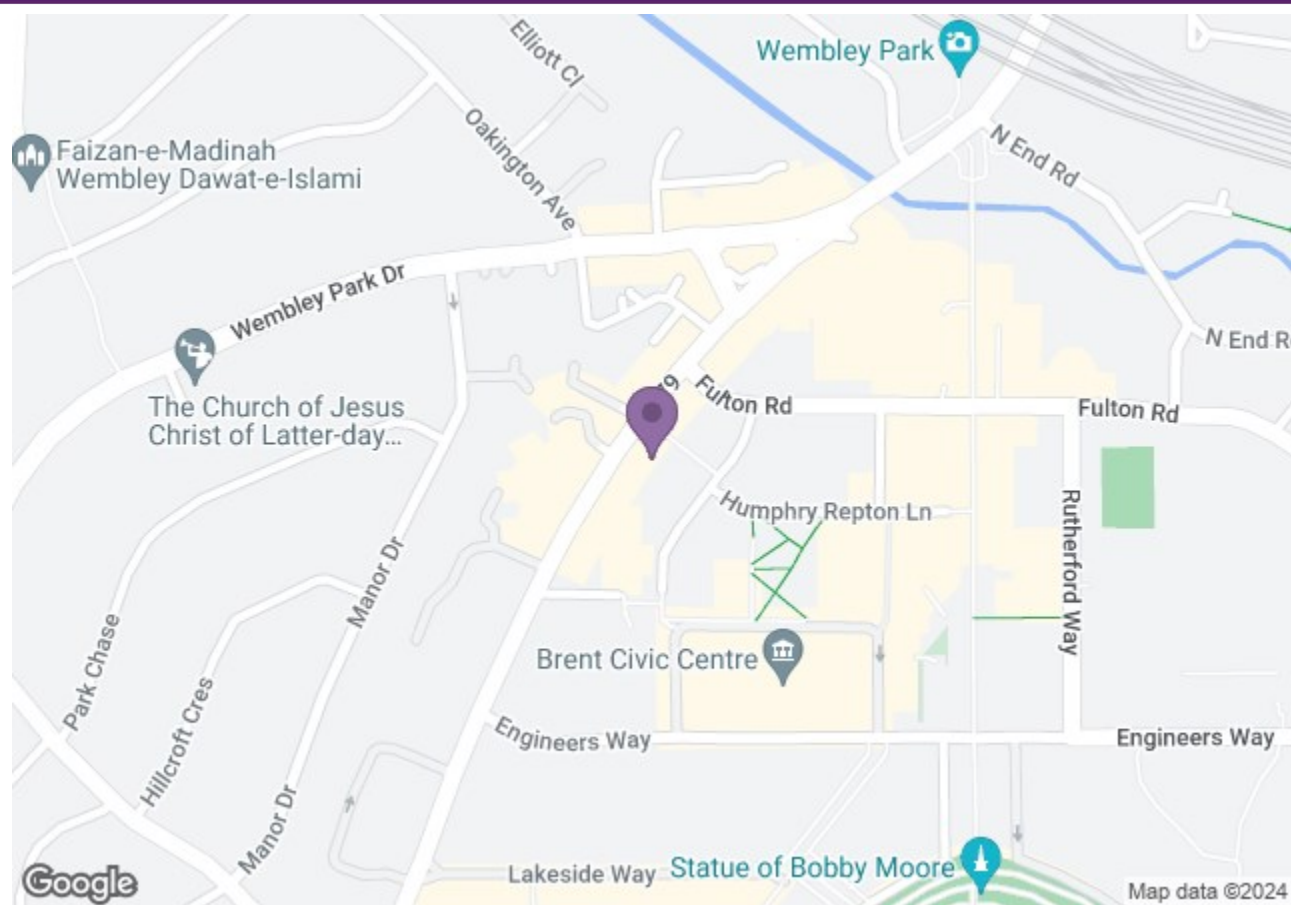 Elliott Cl
Wembley Park
Oakington Ave
N End Rd
Faizan-e-Madinah
Wembley Dawat-e-Islami
Wembley Park Dr
N End R
The Church of Jesus
Christ of Latter-day...
Fulton Rd
Fulton Rd
Humphry Repton Ln
Rutherford Way
Manor Dr
Park Chase
Hillcroft Cres
Brent Civic Centre
Engineers Way
Engineers Way
Manor Dr
Lakeside Way
Statue of Bobby Moore
Google
Map data ©2024